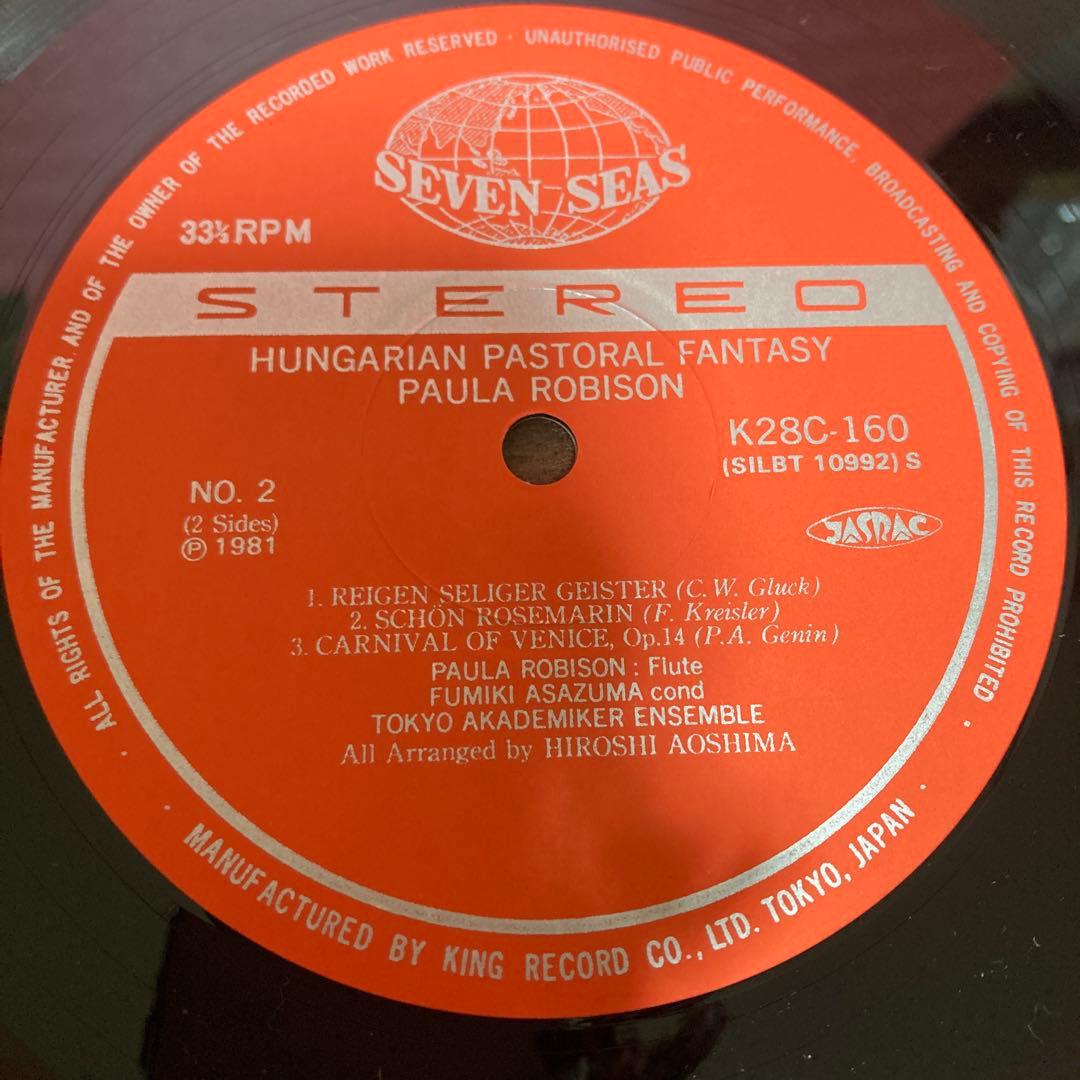 ALL RIGHTS OF THE MANUFACTURER AND OF THE OWNER OF THE RECORDED WORK RESERVED · UNAUTHORISED PUBLIC PERFORMANCE, BROADCASTING AND COPYING OF THIS RECORD PROHIBITED ·
SEVEN SEAS
33⅓RPM
STEREO
HUNGARIAN PASTORAL FANTASY
PAULA ROBISON
K28C-160
(SILBT 10992) S
NO. 2
(2 Sides)
Ⓟ 1981
JASRAC
1. REIGEN SELIGER GEISTER (C.W. Gluck)
2. SCHÖN ROSEMARIN (F. Kreisler)
3. CARNIVAL OF VENICE, Op.14 (P.A. Genin)
PAULA ROBISON : Flute
FUMIKI ASAZUMA cond
TOKYO AKADEMIKER ENSEMBLE
All Arranged by HIROSHI AOSHIMA
· MANUFACTURED BY KING RECORD CO., LTD. TOKYO, JAPAN ·